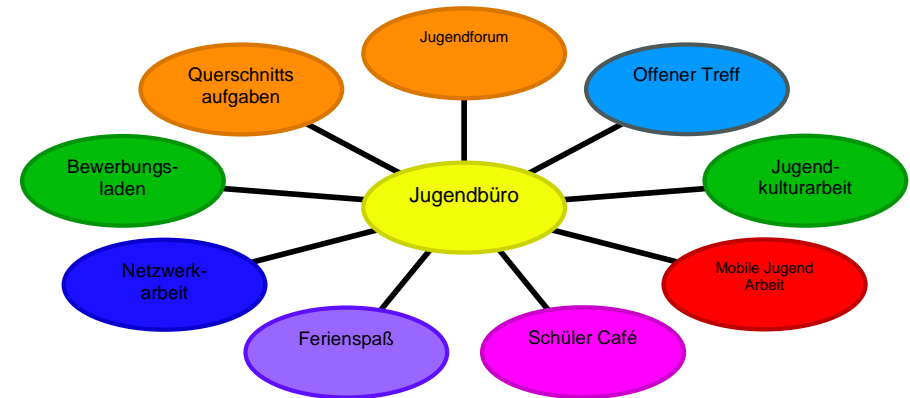 Jugendforum
Querschnitts
aufgaben
Offener Treff
Bewerbungs-
laden
Jugendbüro
Jugend-
kulturarbeit
Netzwerk-
arbeit
Mobile Jugend
Arbeit
Ferienspaß
Schüler Café